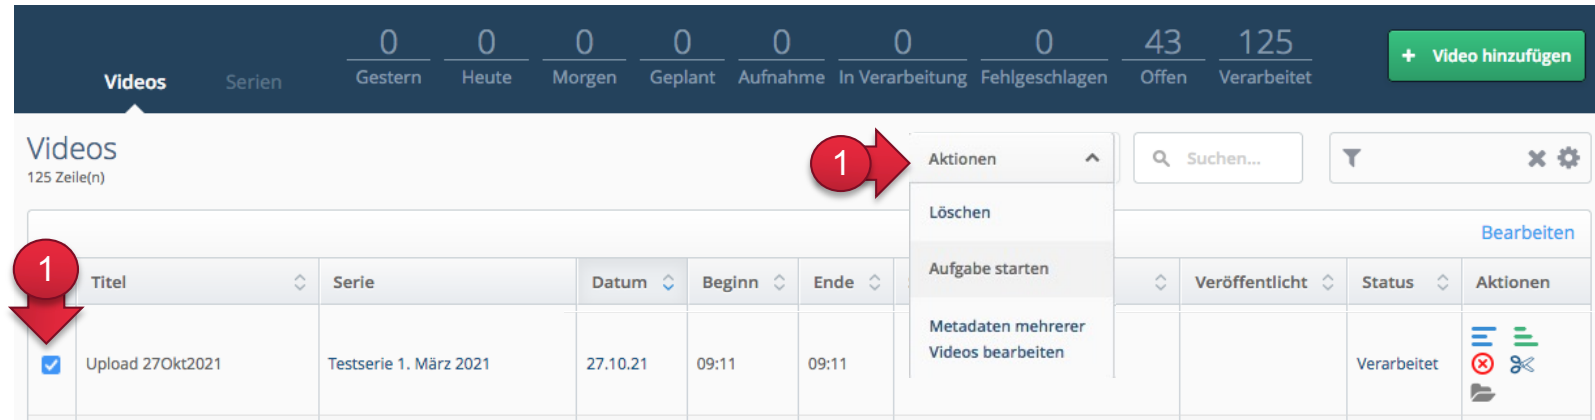 0 0 0 0 0 0 0 43 125
Videos Serien Gestern Heute Morgen Geplant Aufnahme In Verarbeitung Fehlgeschlagen Offen Verarbeitet
+ Video hinzufügen
Videos
125 Zeile(n)
1 Aktionen Suchen...
Löschen
Bearbeiten
Aufgabe starten
1
Titel Serie Datum Beginn Ende Veröffentlicht Status Aktionen
Metadaten mehrerer
Videos bearbeiten
Upload 27Okt2021 Testserie 1. März 2021 27.10.21 09:11 09:11 Verarbeitet